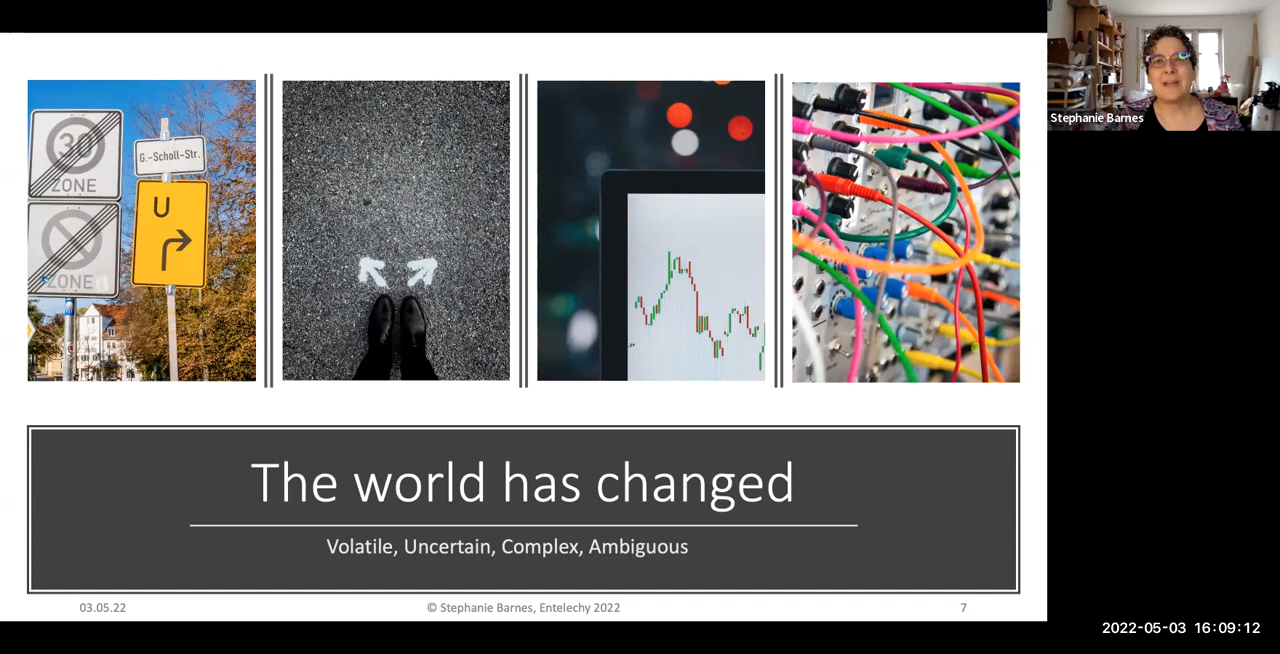 30
ZONE
ZONE
G.-Scholl-Str.
U
Stephanie Barnes
The world has changed
Volatile, Uncertain, Complex, Ambiguous
03.05.22
© Stephanie Barnes, Entelechy 2022
7
2022-05-03 16:09:12